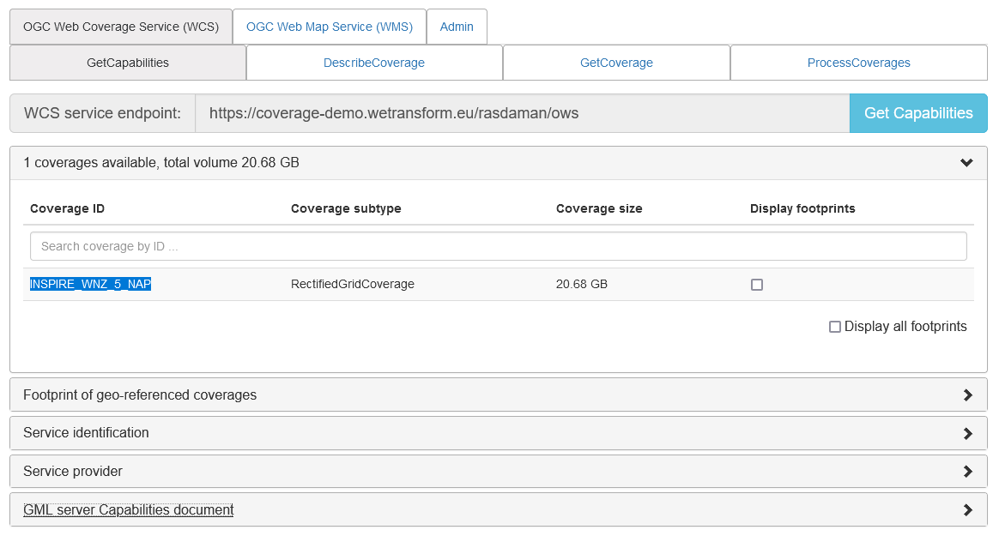 OGC Web Coverage Service (WCS) OGC Web Map Service (WMS) Admin
GetCapabilities DescribeCoverage GetCoverage ProcessCoverages
WCS service endpoint: https://coverage-demo.wetransform.eu/rasdaman/ows Get Capabilities
1 coverages available, total volume 20.68 GB
Coverage ID Coverage subtype Coverage size Display footprints
Search coverage by ID ...
INSPIRE_WNZ_5_NAP RectifiedGridCoverage 20.68 GB
Display all footprints
Footprint of geo-referenced coverages
Service identification
Service provider
GML server Capabilities document